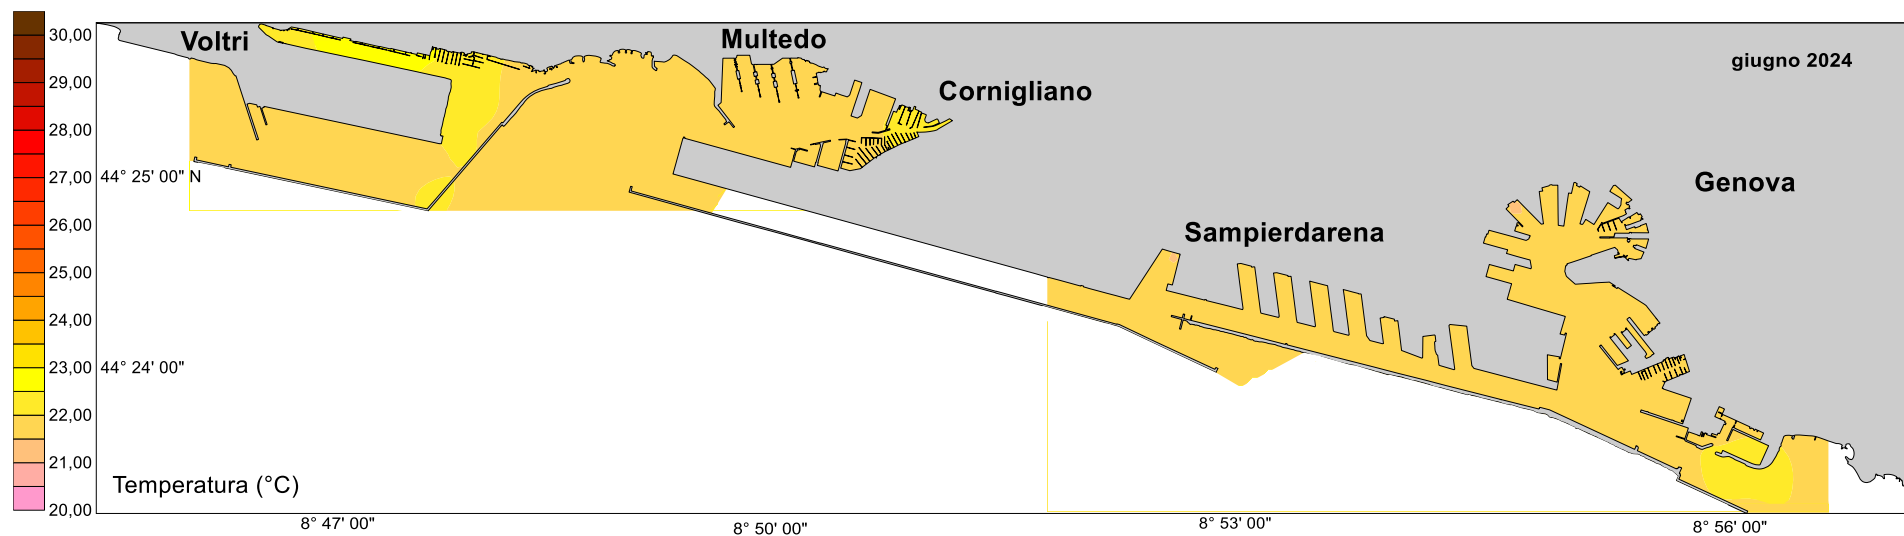 Voltri
Multedo
Cornigliano
giugno 2024
Genova
Sampierdarena
30,00
29,00
28,00
27,00
26,00
25,00
24,00
23,00
22,00
21,00
20,00
44° 25' 00" N
44° 24' 00"
Temperatura (°C)
8° 47' 00"
8° 50' 00"
8° 53' 00"
8° 56' 00"